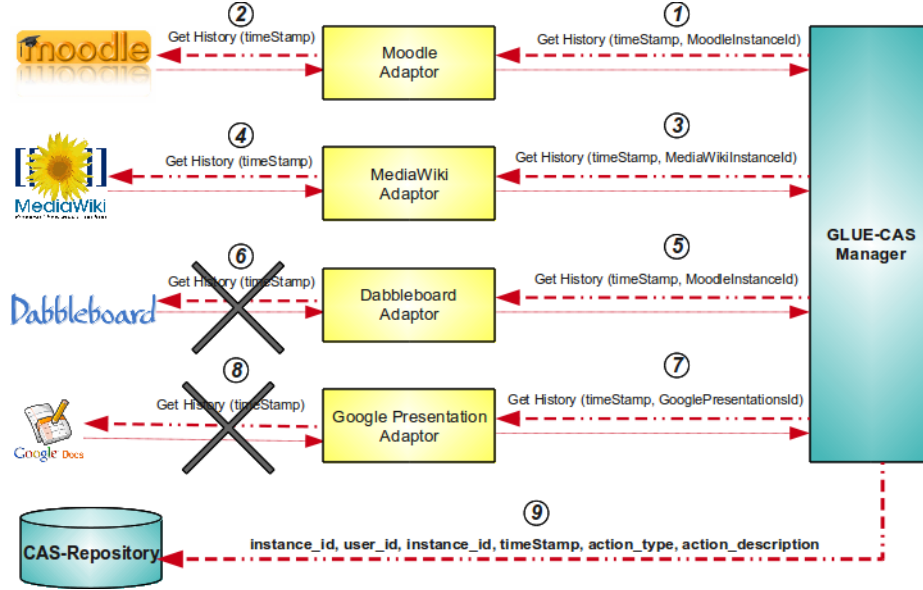 2
1
Get History (timeStamp)
Get History (timeStamp, MoodleInstanceId)
moodle
Moodle
Adaptor
4
3
Get History (timeStamp)
Get History (timeStamp, MediaWikiInstanceId)
[[ ]]
MediaWiki
MediaWiki
Adaptor
GLUE-CAS
Manager
6
5
Get History (timeStamp)
Get History (timeStamp, MoodleInstanceId)
Dabbleboard
Dabbleboard
Adaptor
8
7
Get History (timeStamp)
Get History (timeStamp, GooglePresentationsId)
Google Docs
Google Presentation
Adaptor
9
CAS-Repository
instance_id, user_id, instance_id, timeStamp, action_type, action_description